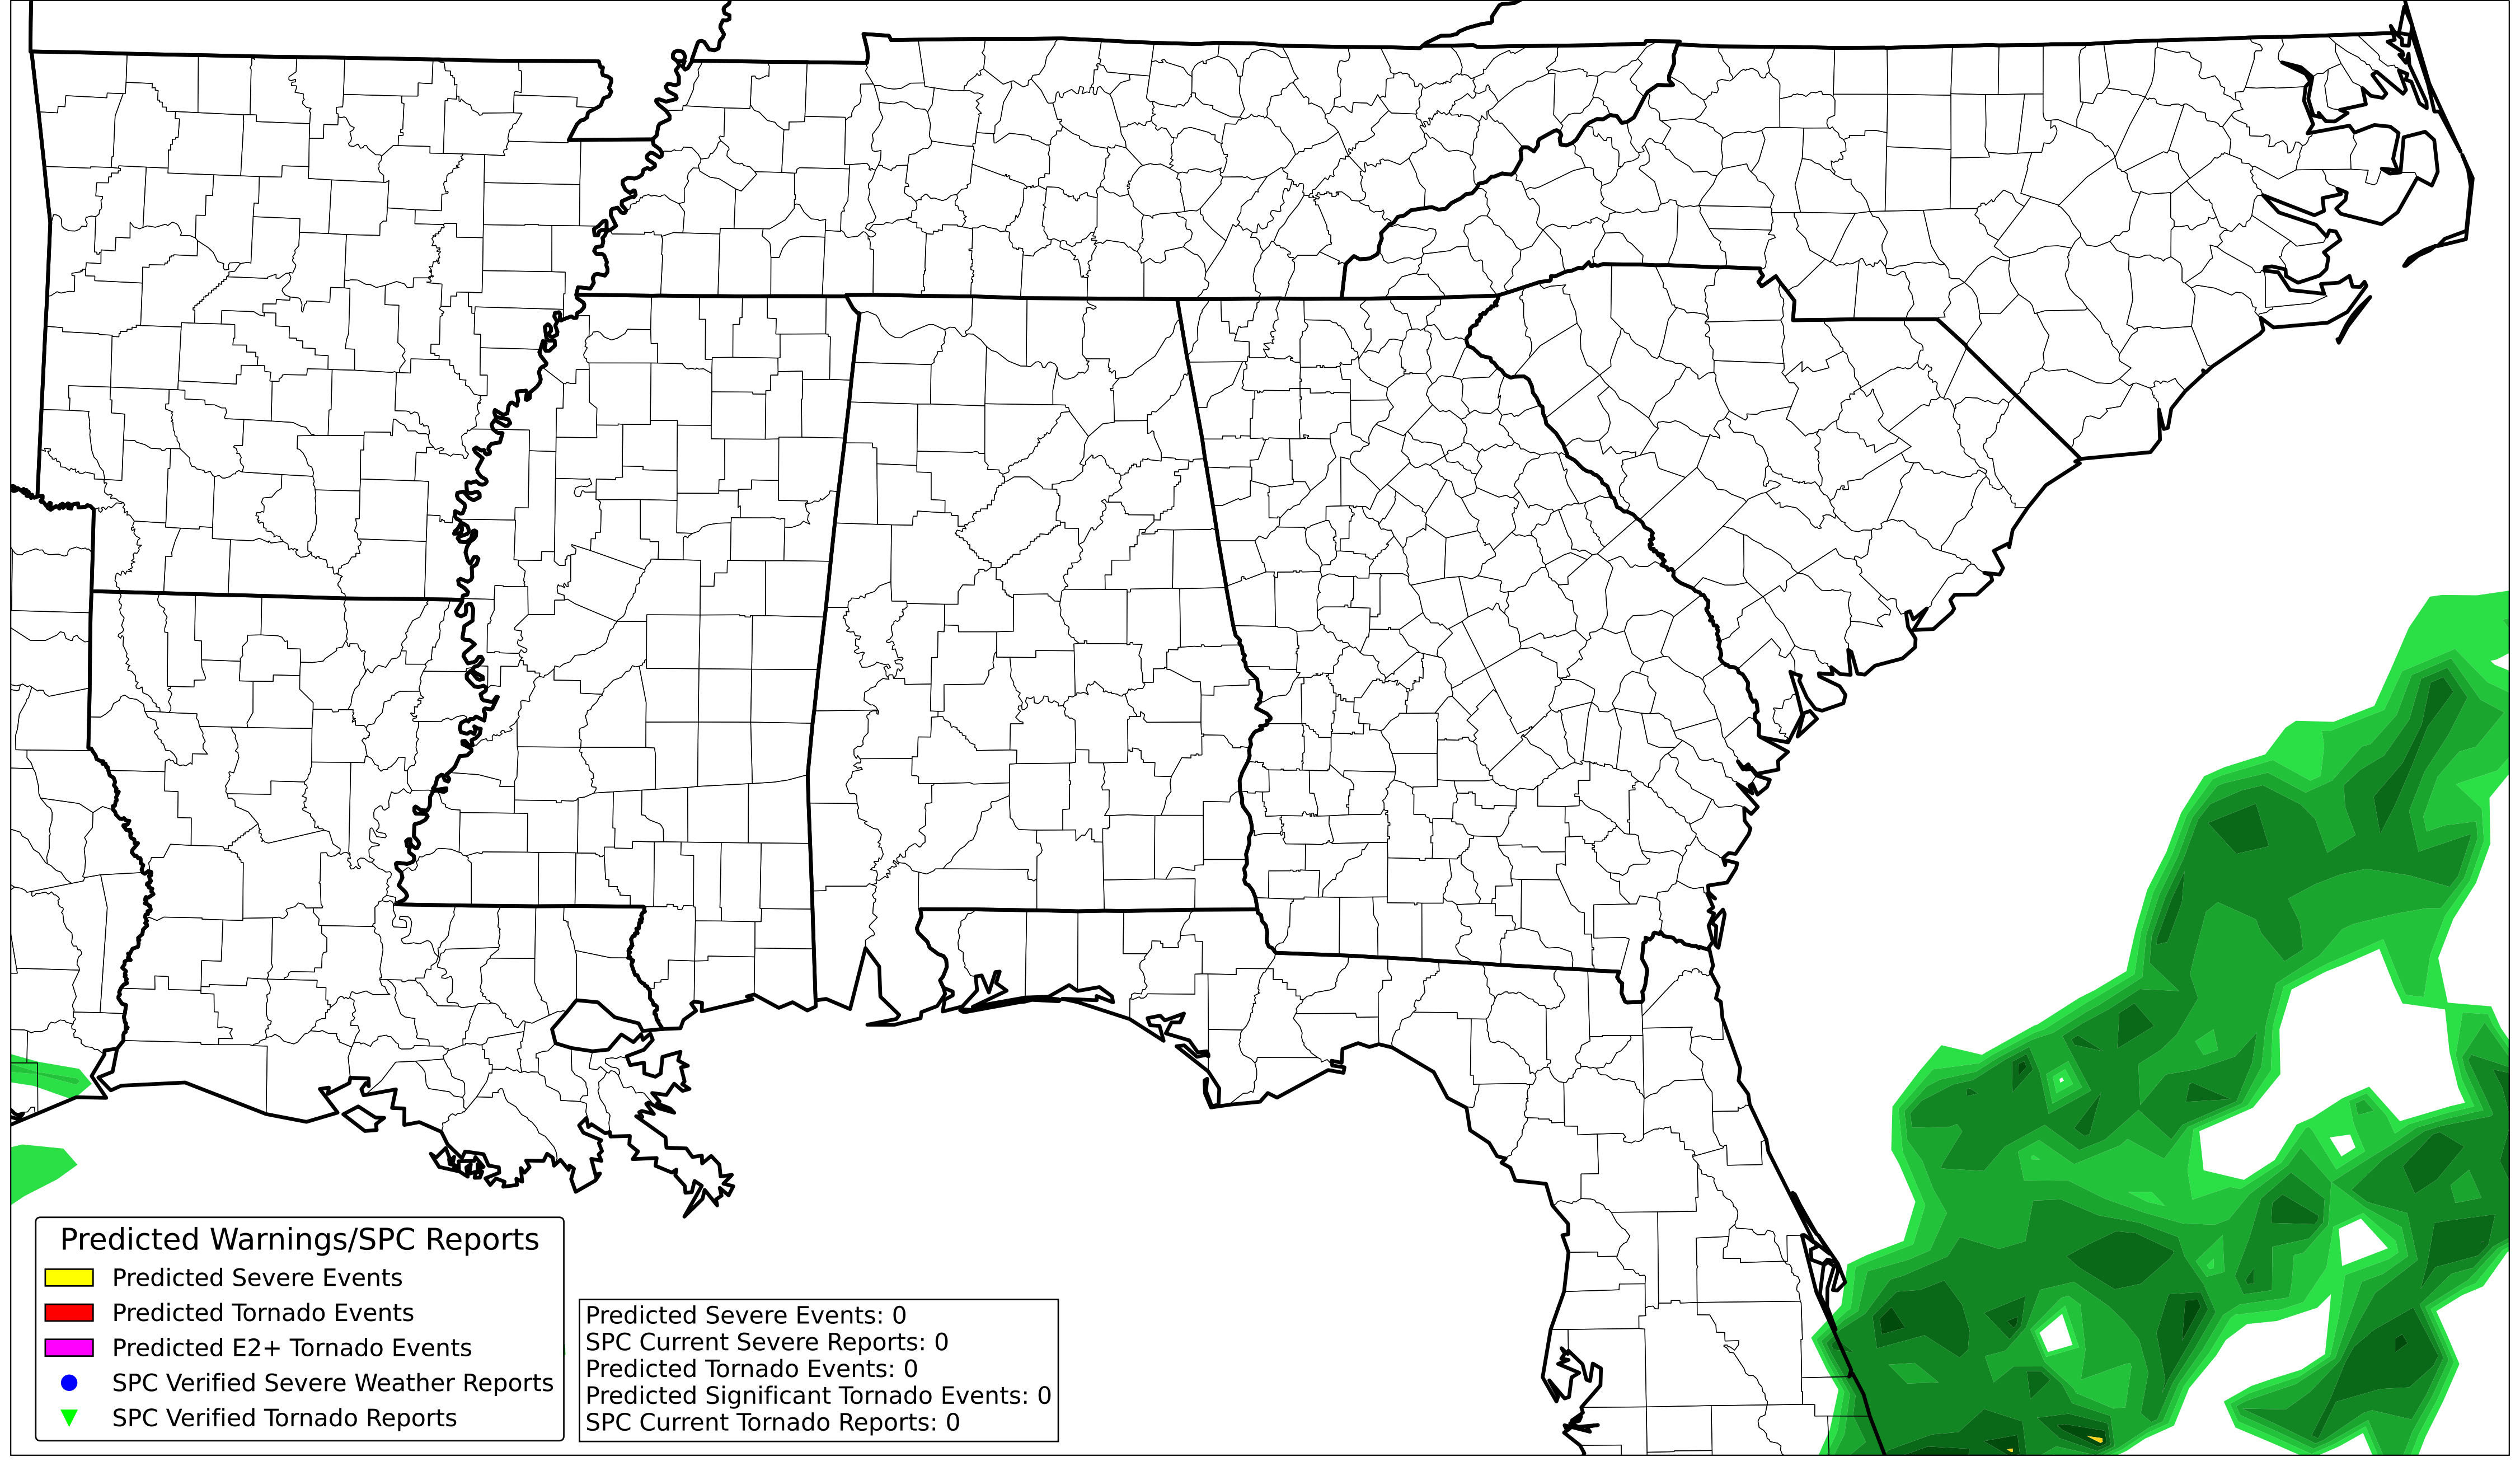 Predicted Warnings/SPC Reports
Predicted Severe Events
Predicted Tornado Events
Predicted E2+ Tornado Events
SPC Verified Severe Weather Reports
SPC Verified Tornado Reports
Predicted Severe Events: 0
SPC Current Severe Reports: 0
Predicted Tornado Events: 0
Predicted Significant Tornado Events: 0
SPC Current Tornado Reports: 0